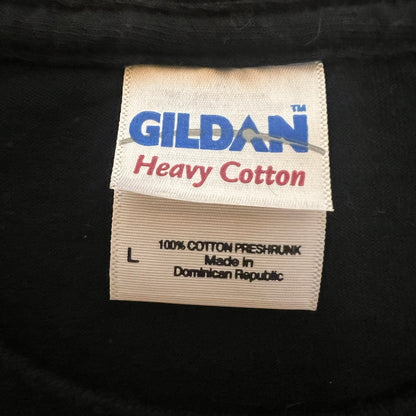 GILDAN™
Heavy Cotton
L
100% COTTON PRESHRUNK
Made in
Dominican Republic